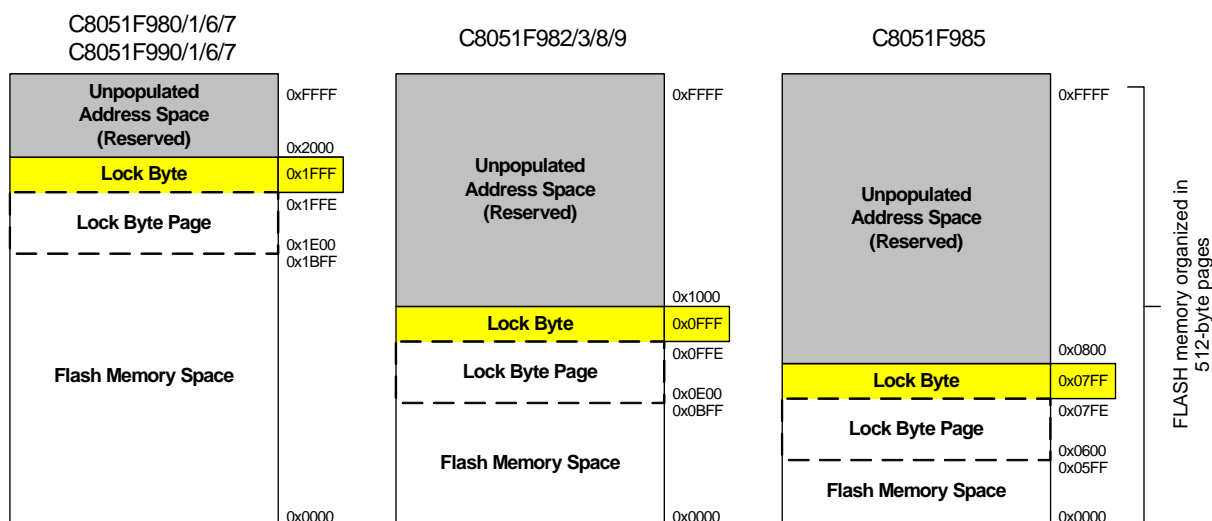 C8051F980/1/6/7
C8051F990/1/6/7
Unpopulated
Address Space
(Reserved)
0xFFFF
0x2000
Lock Byte
0x1FFF
0x1FFE
Lock Byte Page
0x1E00
0x1BFF
Flash Memory Space
0x0000
C8051F982/3/8/9
0xFFFF
Unpopulated
Address Space
(Reserved)
0x1000
Lock Byte
0x0FFF
0x0FFE
Lock Byte Page
0x0E00
0x0BFF
Flash Memory Space
0x0000
C8051F985
0xFFFF
Unpopulated
Address Space
(Reserved)
0x0800
Lock Byte
0x07FF
0x07FE
Lock Byte Page
0x0600
0x05FF
Flash Memory Space
0x0000
FLASH memory organized in
512-byte pages